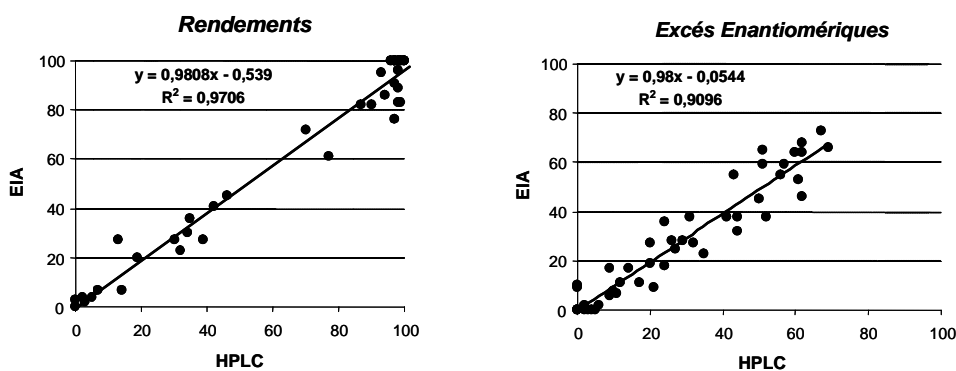 Rendements
100
80
60
40
20
0
EIA
y = 0,9808x - 0,539
R² = 0,9706
0 20 40 60 80 100
HPLC
Excés Enantiomériques
100
80
60
40
20
0
EIA
y = 0,98x - 0,0544
R² = 0,9096
0 20 40 60 80 100
HPLC